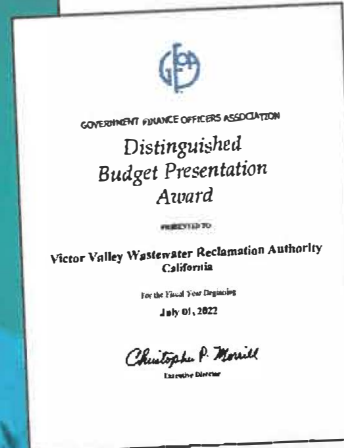 GFOA
GOVERNMENT FINANCE OFFICERS ASSOCIATION
Distinguished
Budget Presentation
Award
PRESENTED TO
Victor Valley Wastewater Reclamation Authority
California
For the Fiscal Year Beginning
July 01, 2022
Christopher P. Morrill
Executive Director